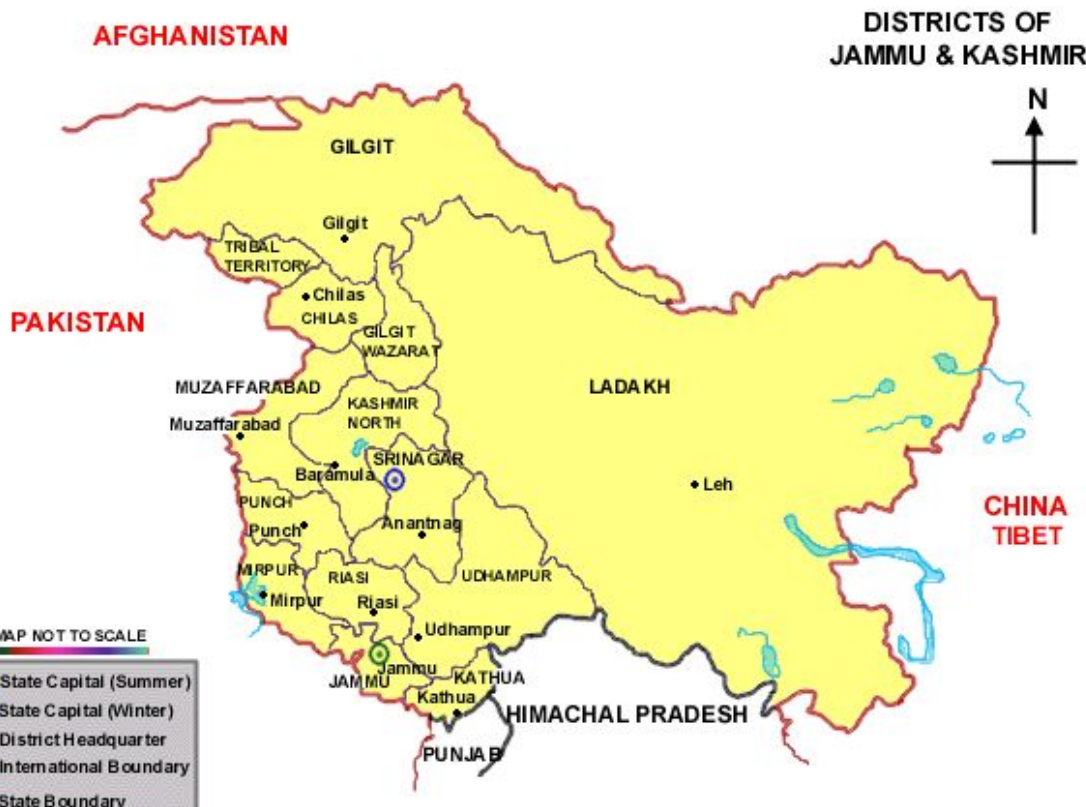 DISTRICTS OF
JAMMU & KASHMIR
N
AFGHANISTAN
GILGIT
Gilgit
TRIBAL
TERRITORY
Chilas
CHILAS
PAKISTAN
GILGIT
WAZARAT
MUZAFFARABAD
Muzaffarabad
KASHMIR
NORTH
LADAKH
SRINAGAR
Baramula
Leh
PUNCH
Punch
Anantnag
CHINA
TIBET
MIRPUR
Mirpur
RIASI
Riasi
UDHAMPUR
Udhampur
Jammu
JAMMU
KATHUA
Kathua
HIMACHAL PRADESH
PUNJAB
MAP NOT TO SCALE
State Capital (Summer)
State Capital (Winter)
District Headquarter
International Boundary
State Boundary